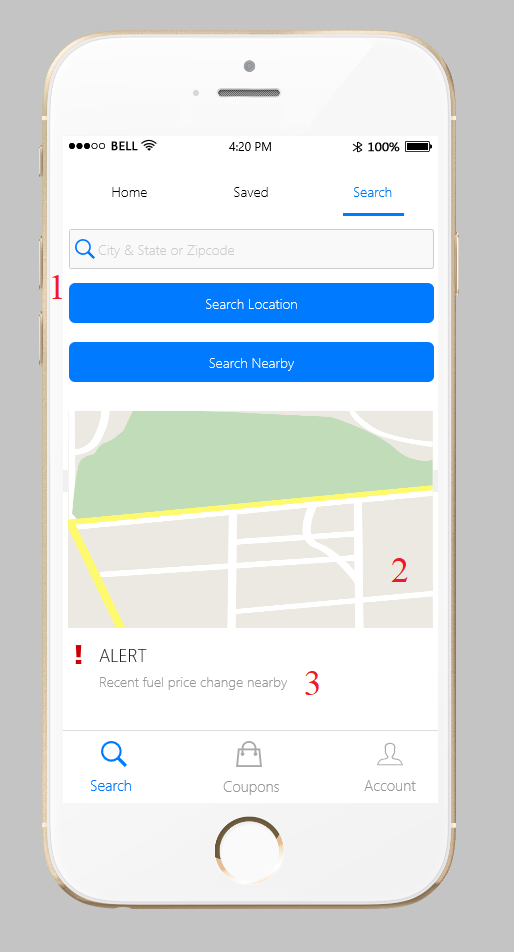 BELL 4:20 PM 100%
Home Saved Search
City & State or Zipcode
1
Search Location
Search Nearby
2
! ALERT
Recent fuel price change nearby 3
Search Coupons Account